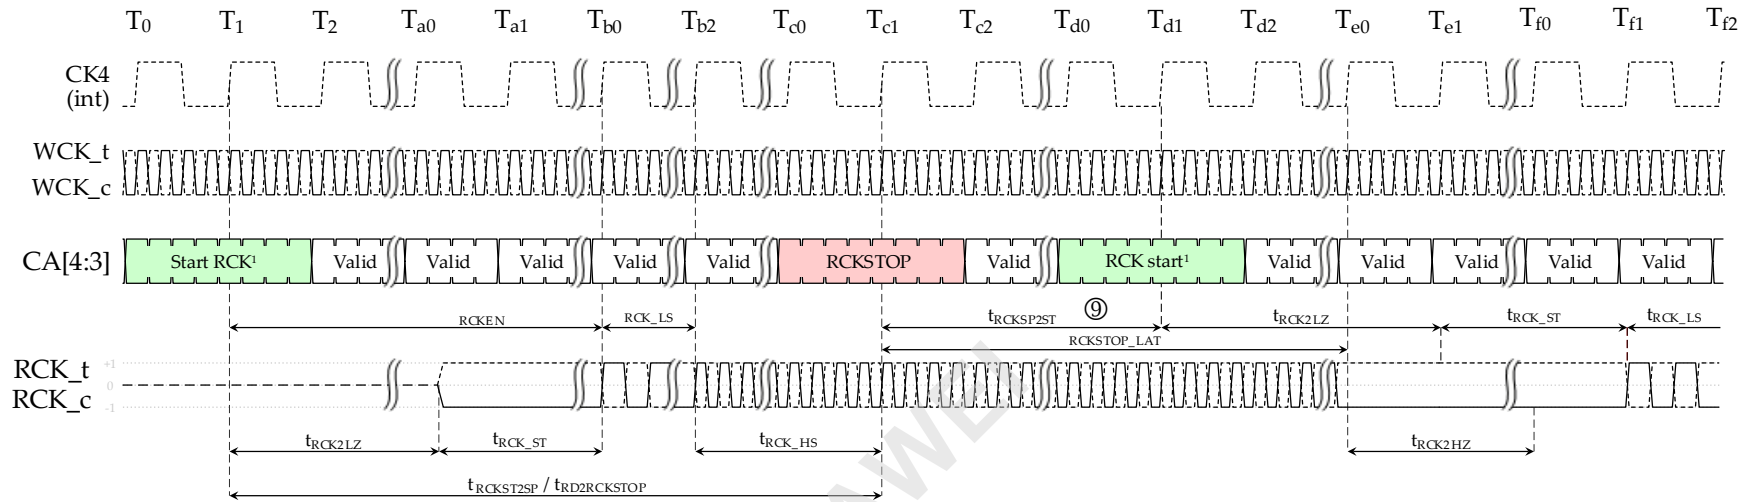 T0 T1 T2 Ta0 Ta1 Tb0 Tb2 Tc0 Tc1 Tc2 Td0 Td1 Td2 Te0 Te1 Tf0 Tf1 Tf2
CK4
(int)
WCK_t
WCK_c
CA[4:3] Start RCK¹ Valid Valid Valid Valid Valid RCKSTOP Valid RCK start¹ Valid Valid Valid Valid Valid
⑨
RCKEN RCK_LS tRCKSP2ST tRCK2LZ tRCK_ST tRCK_LS
RCKSTOP_LAT
RCK_t +1
0
RCK_c -1
tRCK2LZ tRCK_ST tRCK_HS tRCK2HZ
tRCKST2SP / tRD2RCKSTOP
AWEI